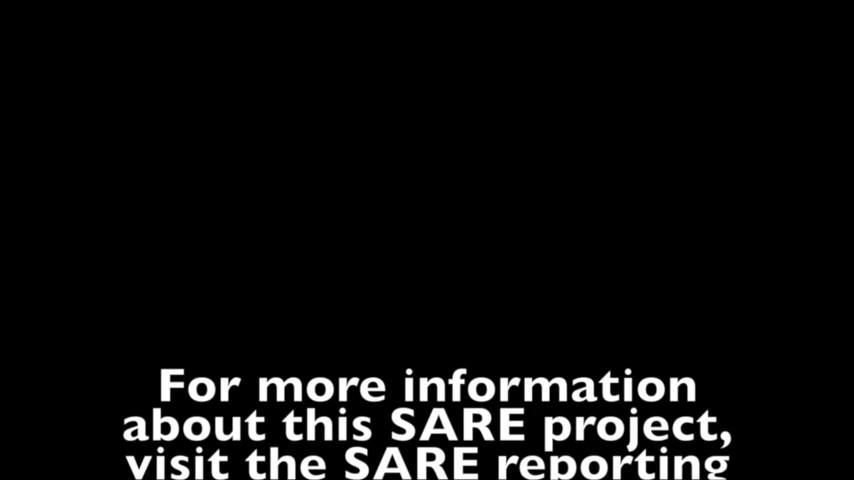 For more information
about this SARE project,
visit the SARE reporting